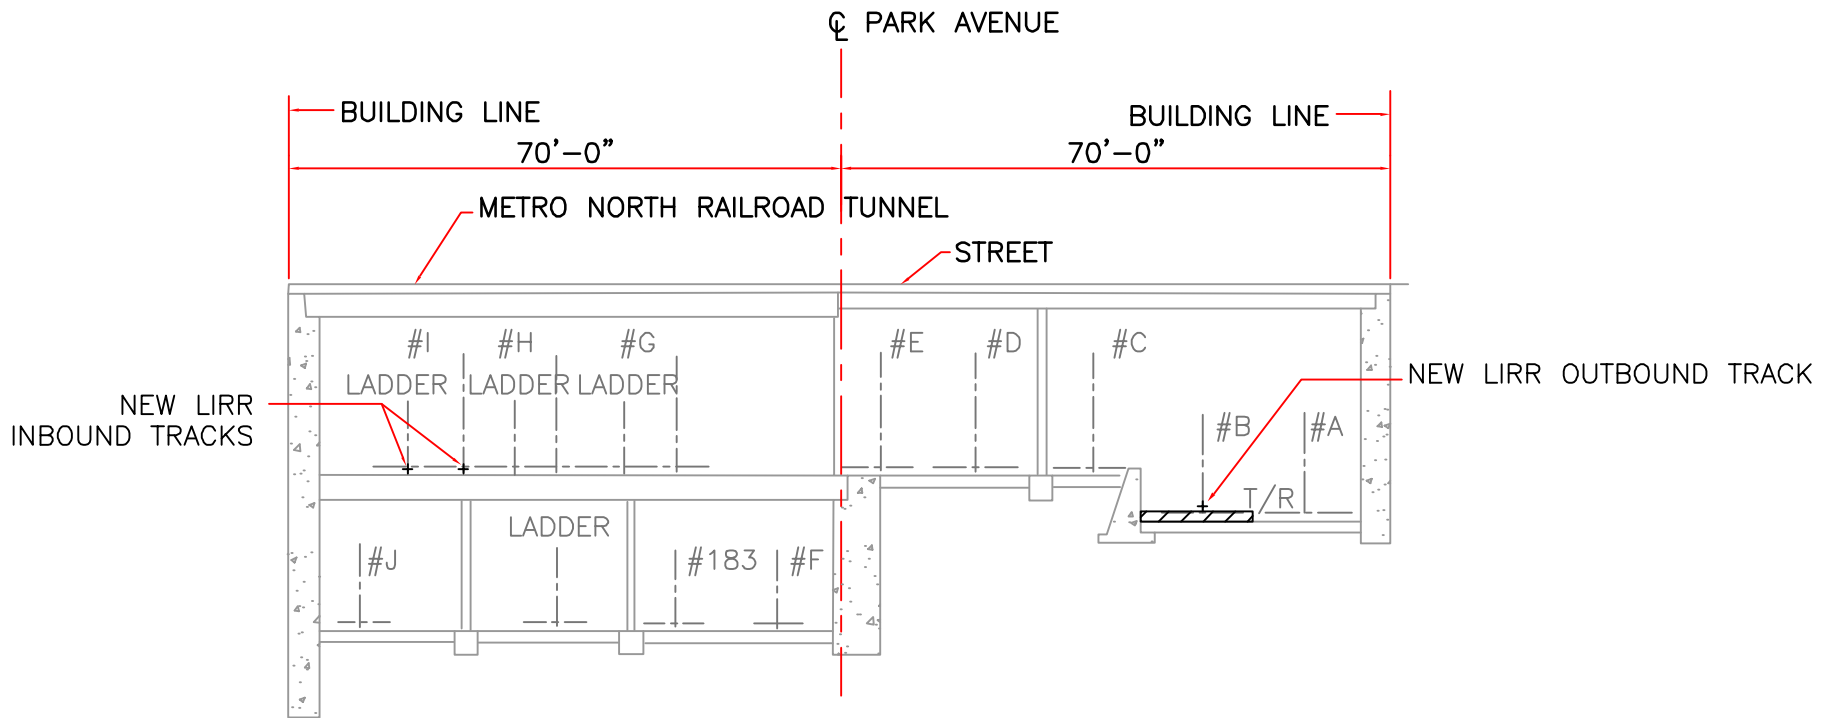 ℄ PARK AVENUE
BUILDING LINE
BUILDING LINE
70'-0"
70'-0"
METRO NORTH RAILROAD TUNNEL
STREET
#I
#H
#G
#E
#D
#C
LADDER
LADDER
LADDER
NEW LIRR OUTBOUND TRACK
NEW LIRR
INBOUND TRACKS
#B
#A
T/R
LADDER
#J
#183
#F